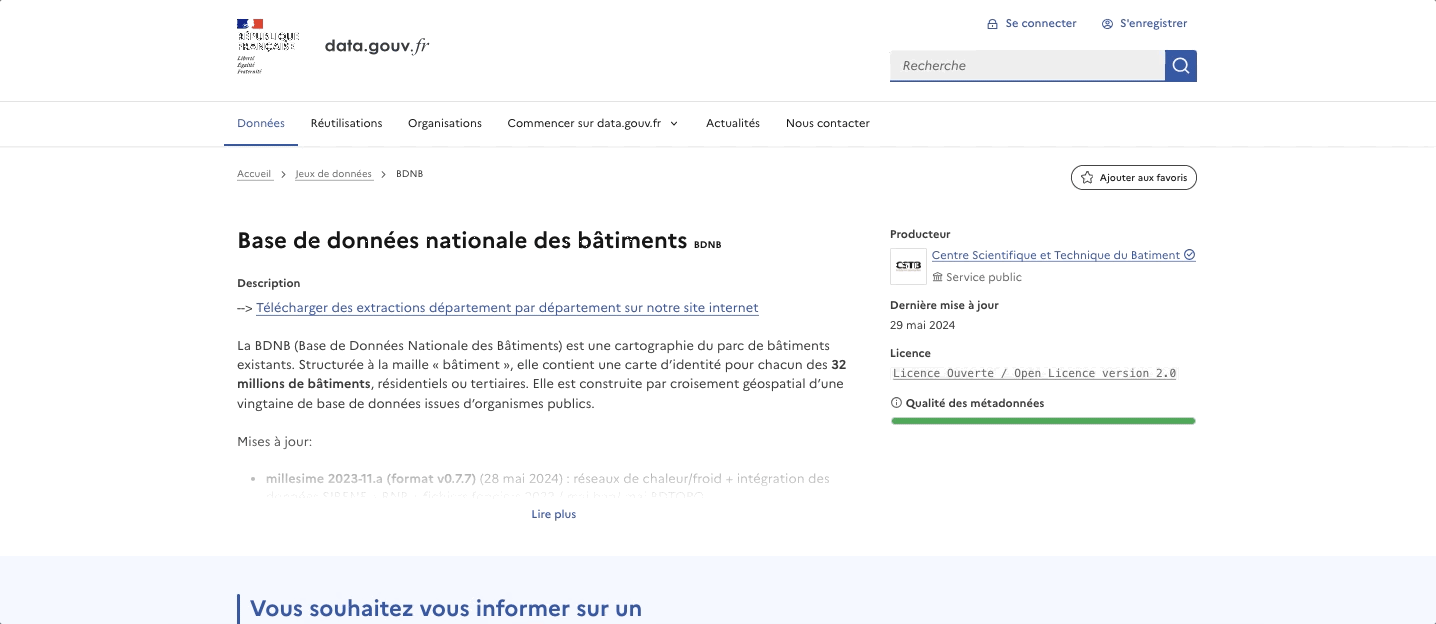 Se connecter
S'enregistrer
RÉPUBLIQUE
FRANÇAISE
Liberté
Égalité
Fraternité
data.gouv.fr
Recherche
Données
Réutilisations
Organisations
Commencer sur data.gouv.fr
Actualités
Nous contacter
Accueil > Jeux de données > BDNB
Ajouter aux favoris
Base de données nationale des bâtiments BDNB
Description
--> Télécharger des extractions département par département sur notre site internet
La BDNB (Base de Données Nationale des Bâtiments) est une cartographie du parc de bâtiments
existants. Structurée à la maille « bâtiment », elle contient une carte d'identité pour chacun des 32
millions de bâtiments, résidentiels ou tertiaires. Elle est construite par croisement géospatial d'une
vingtaine de base de données issues d'organismes publics.
Mises à jour:
• millesime 2023-11.a (format v0.7.7) (28 mai 2024) : réseaux de chaleur/froid + intégration des
Lire plus
Producteur
CSTB
Centre Scientifique et Technique du Batiment
Service public
Dernière mise à jour
29 mai 2024
Licence
Licence Ouverte / Open Licence version 2.0
Qualité des métadonnées
Vous souhaitez vous informer sur un